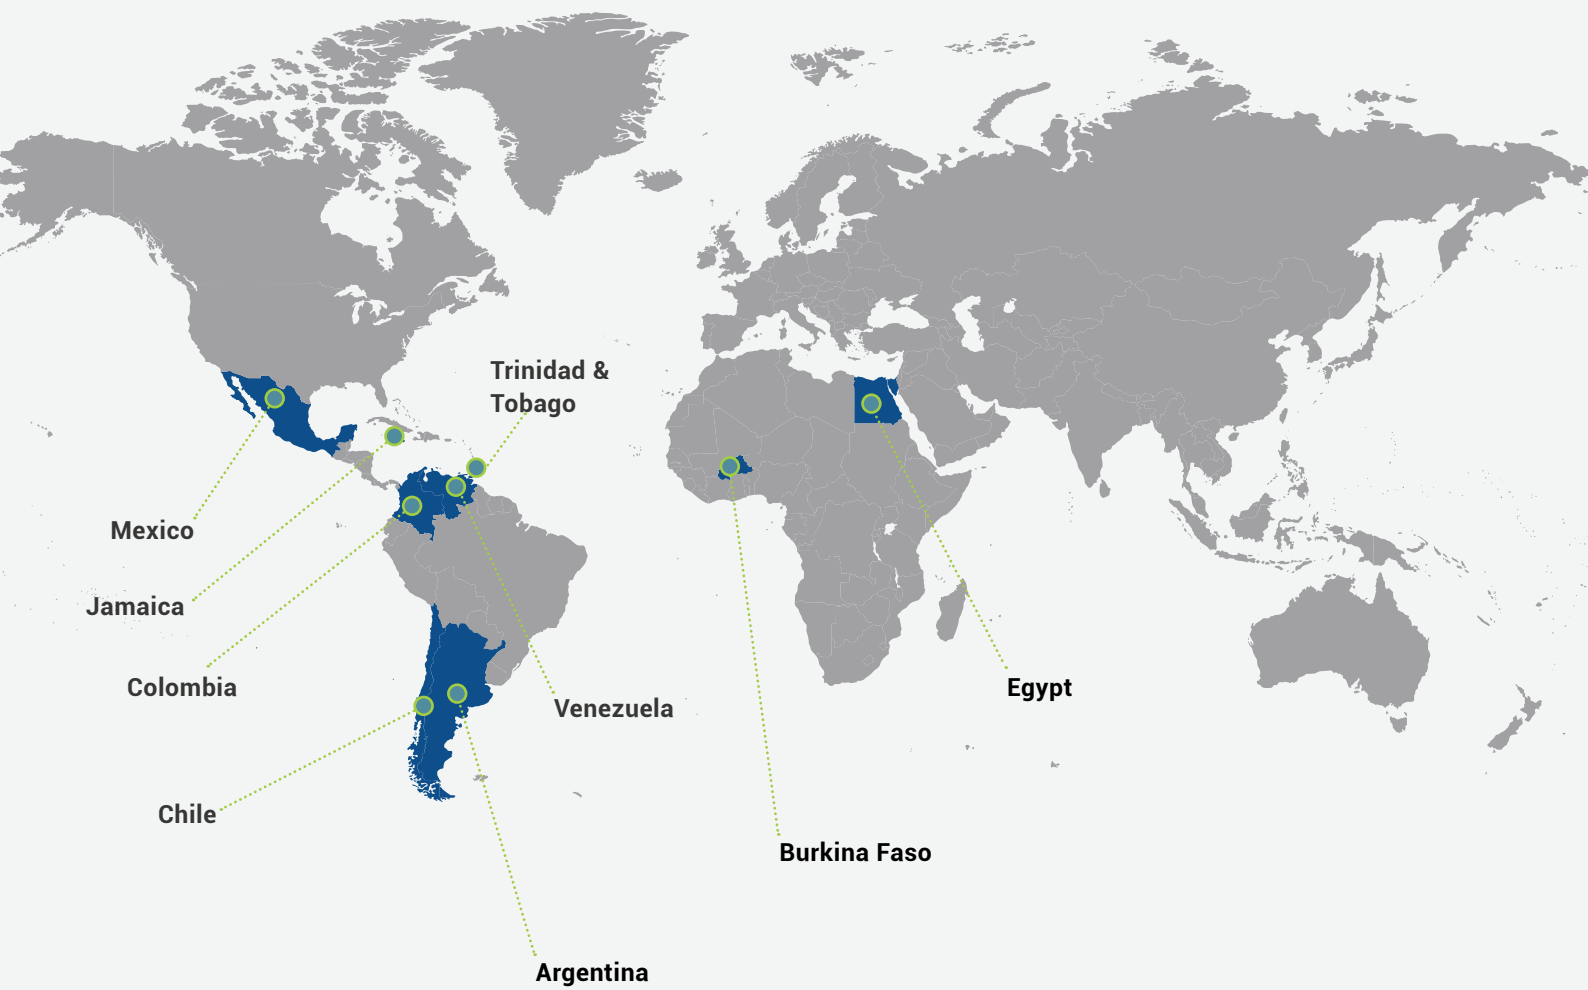 Trinidad &
Tobago
Mexico
Jamaica
Colombia
Egypt
Venezuela
Chile
Burkina Faso
Argentina